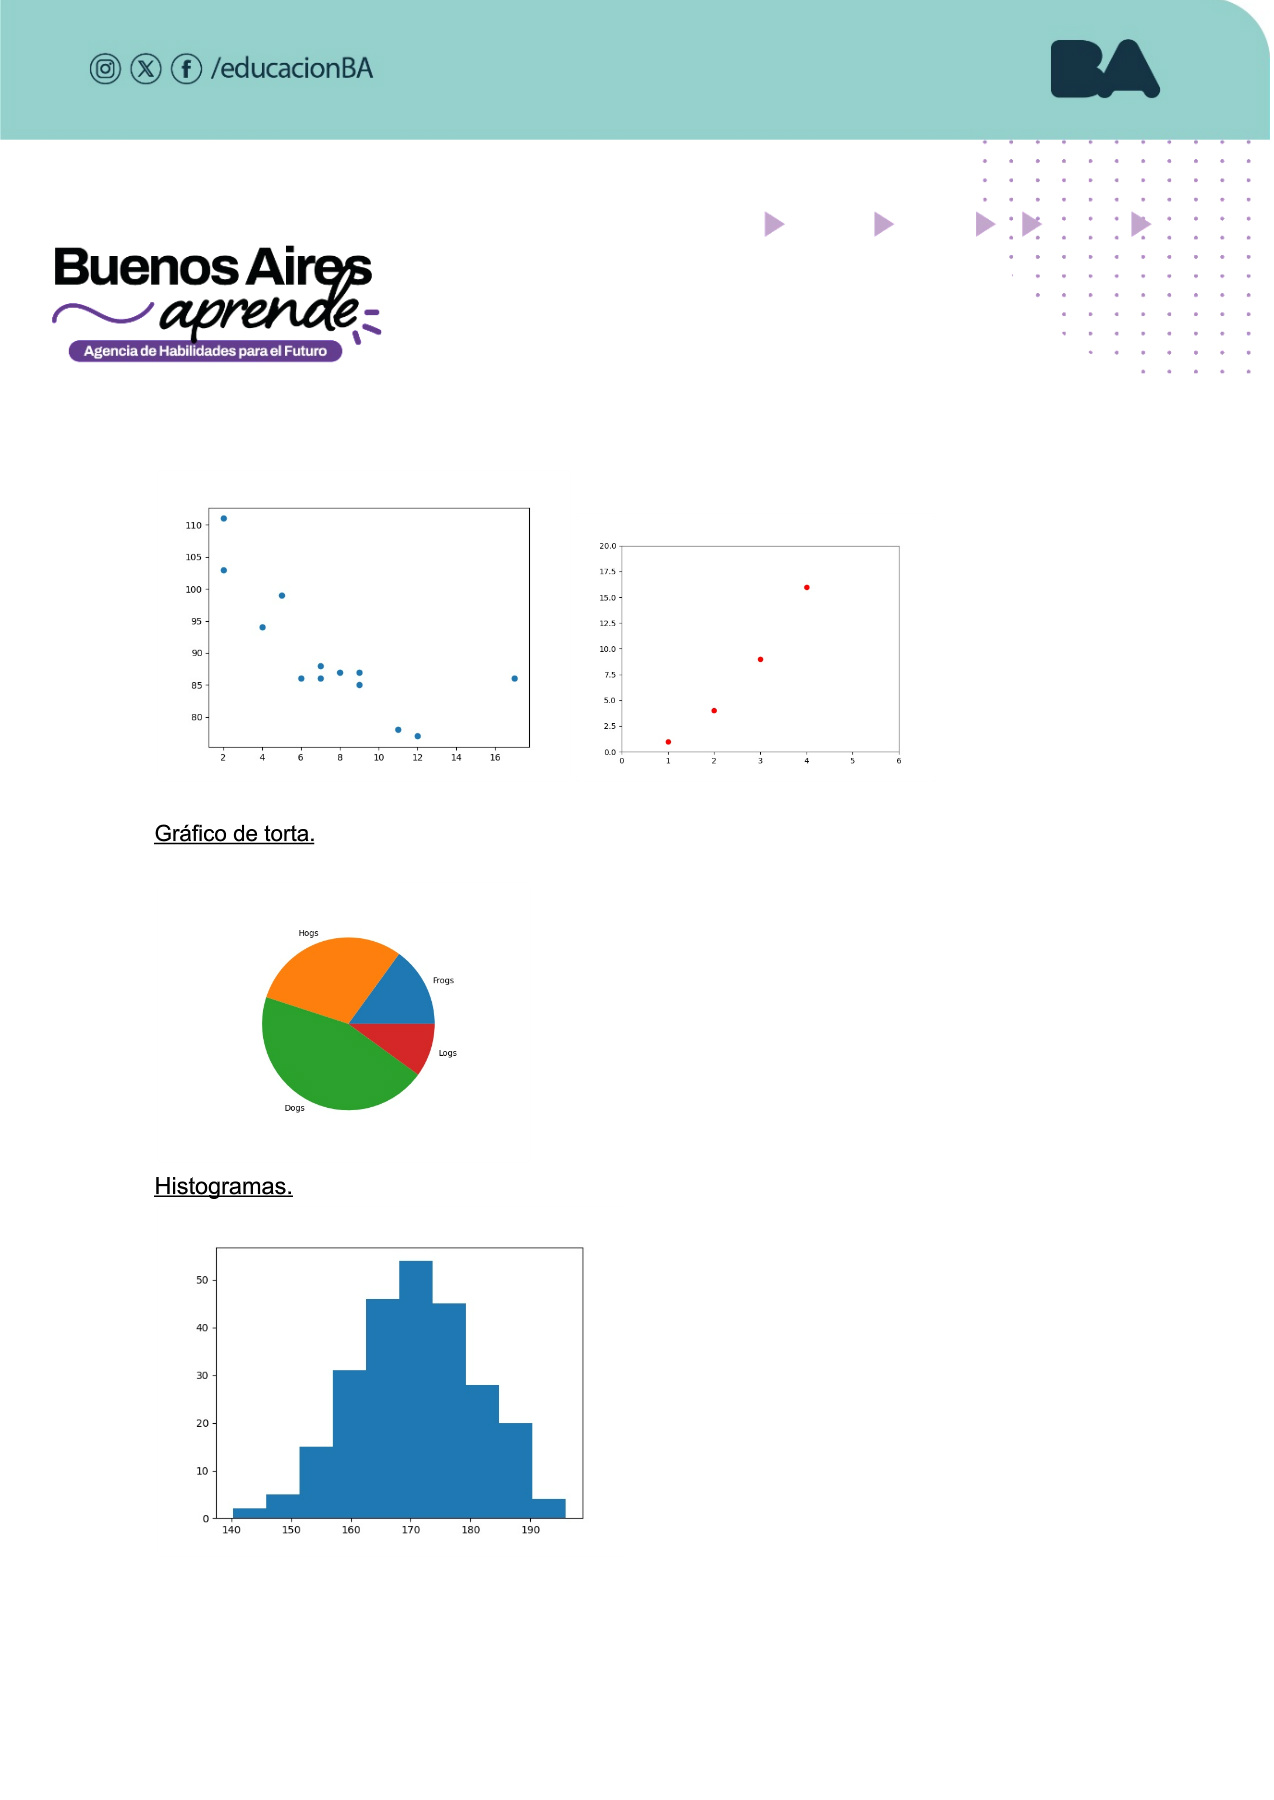 /educacionBA
BA
Buenos Aires
aprende
Agencia de Habilidades para el Futuro
110
105
100
95
90
85
80
2 4 6 8 10 12 14 16
20.0
17.5
15.0
12.5
10.0
7.5
5.0
2.5
0.0
0 1 2 3 4 5 6
Gráfico de torta.
Hogs
Frogs
Logs
Dogs
Histogramas.
50
40
30
20
10
0
140 150 160 170 180 190